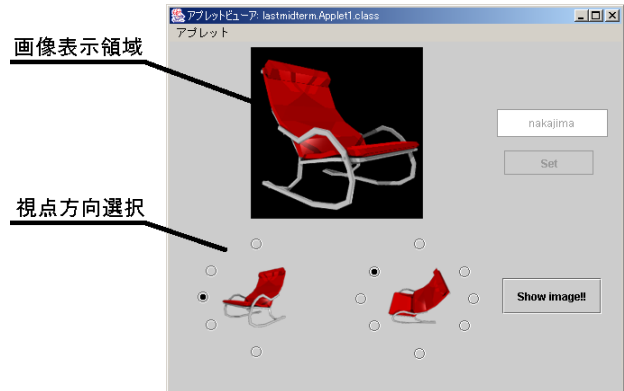 アプレットビューア: lastmidterm.Applet1.class
アプレット
画像表示領域
nakajima
Set
視点方向選択
Show image!!